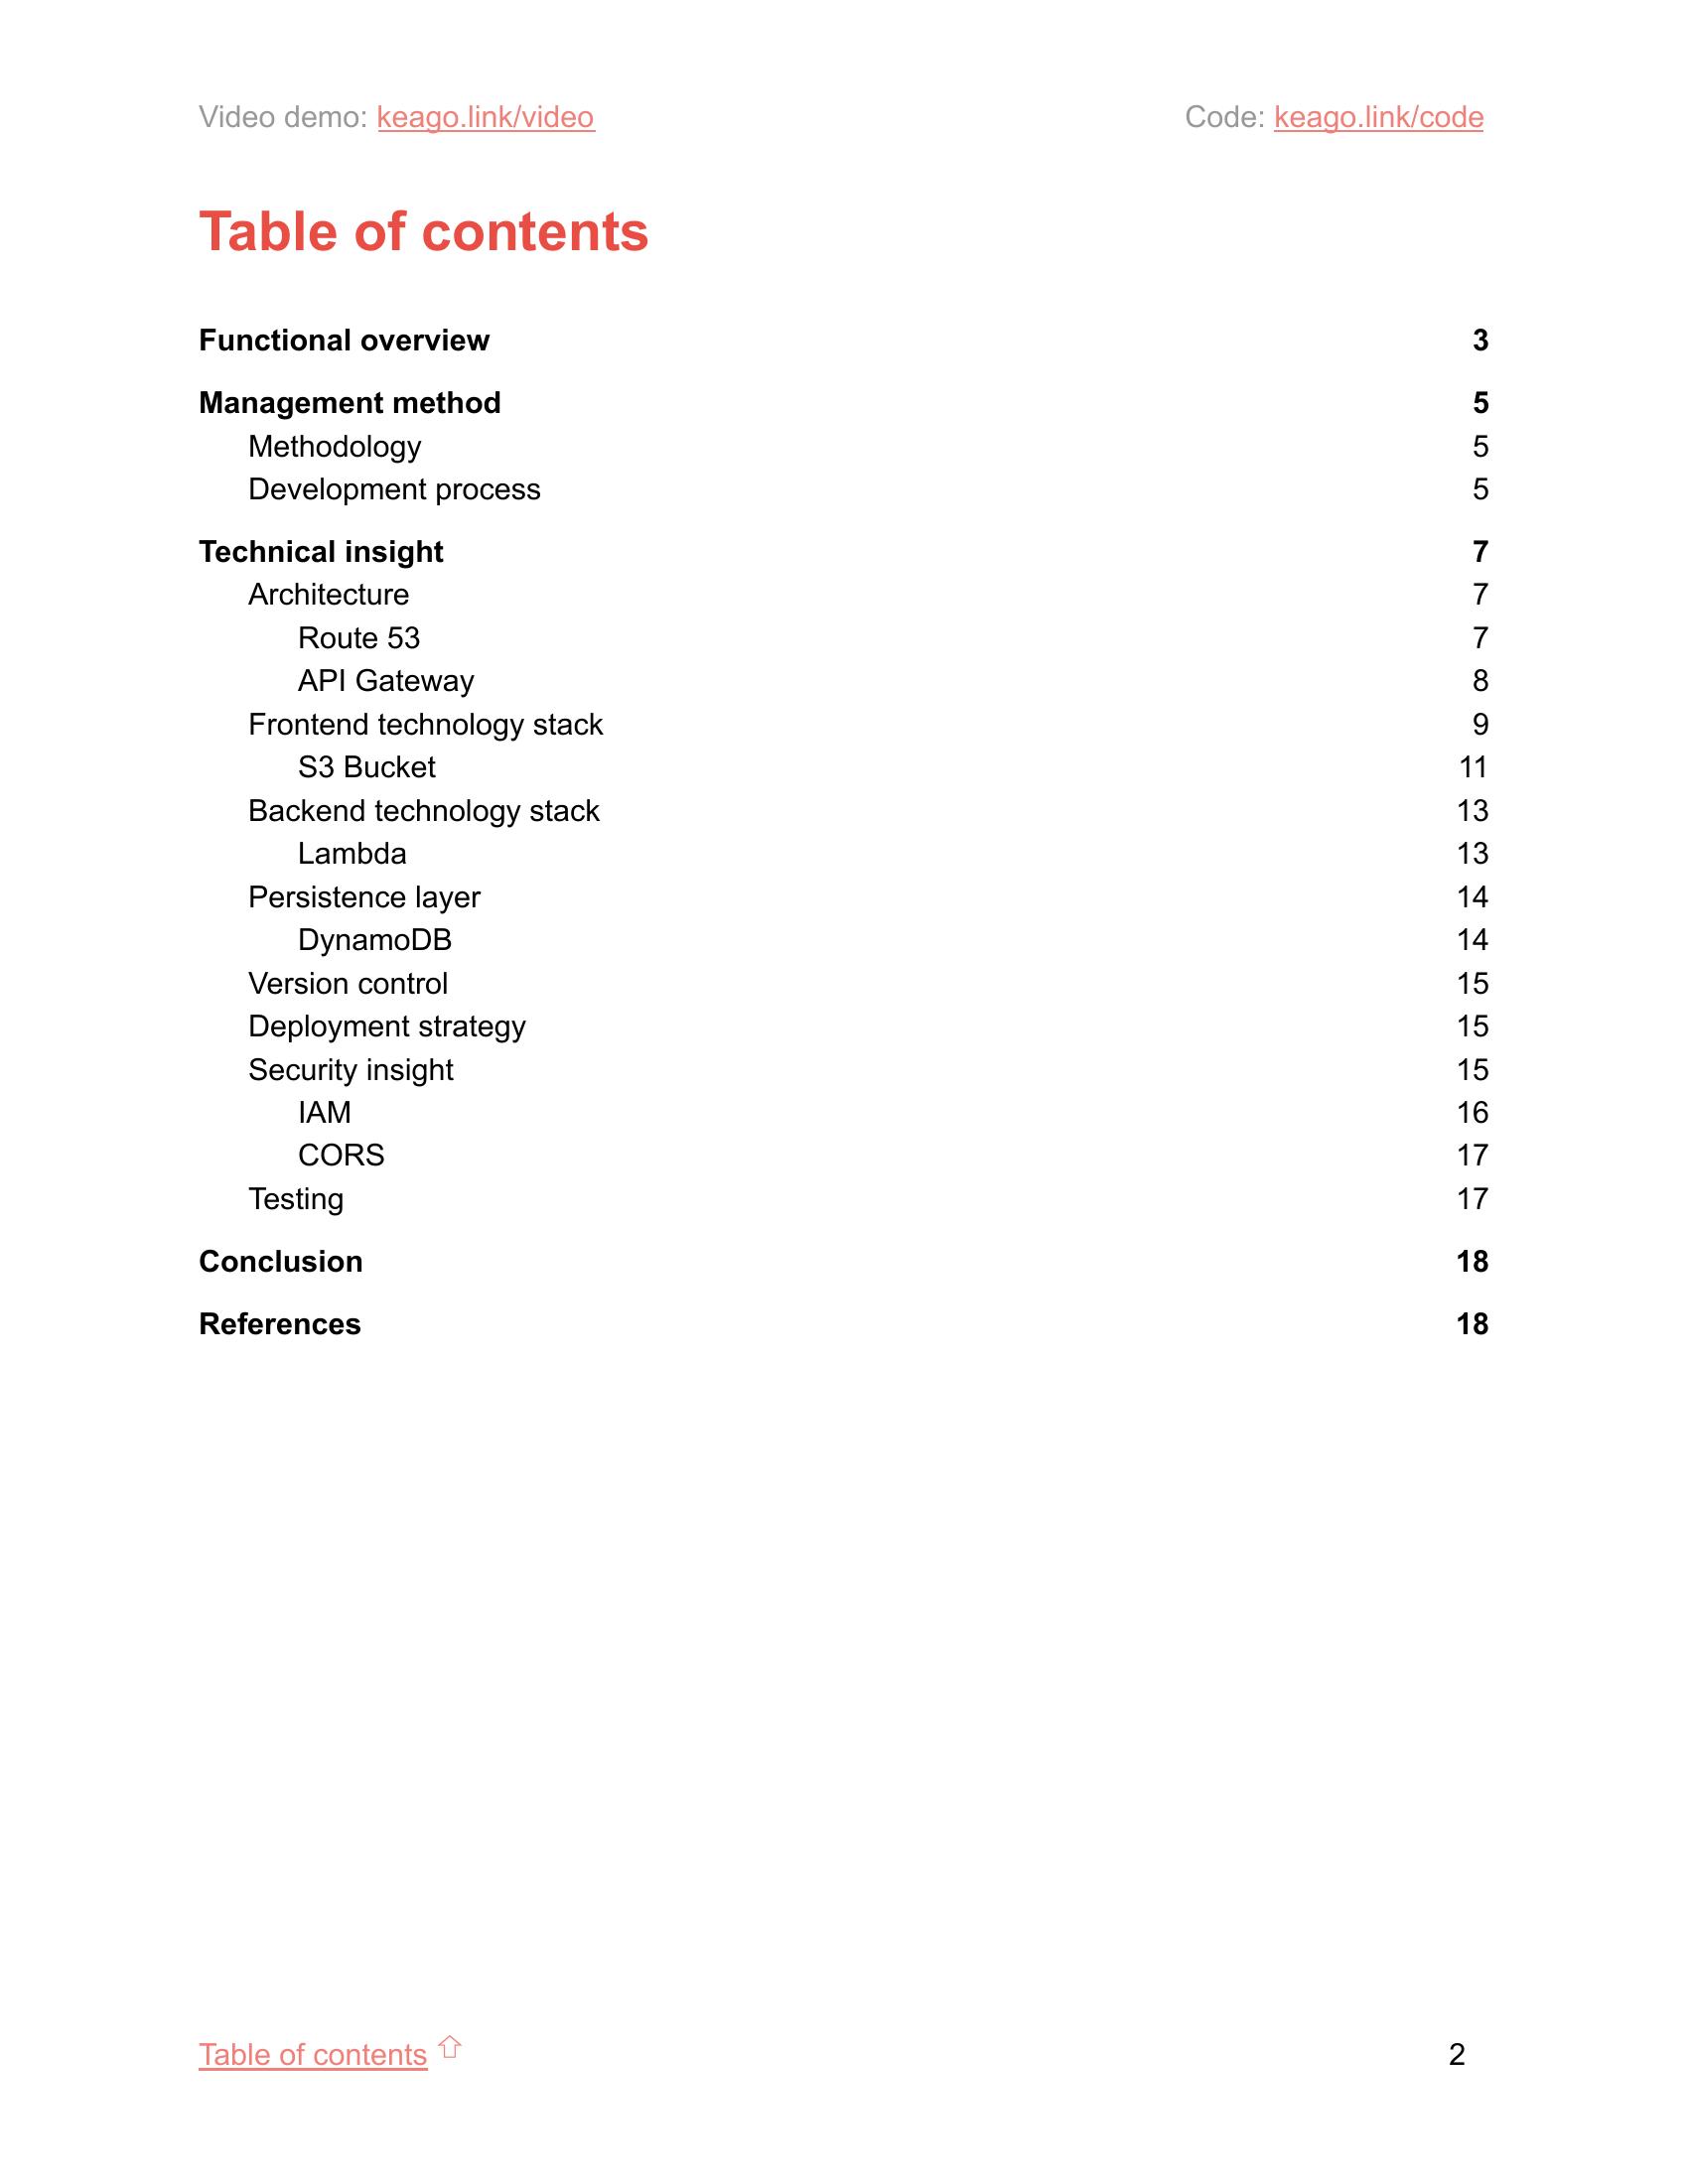 Video demo: keago.link/video Code: keago.link/code
Table of contents
Functional overview 3
Management method 5
Methodology 5
Development process 5
Technical insight 7
Architecture 7
Route 53 7
API Gateway 8
Frontend technology stack 9
S3 Bucket 11
Backend technology stack 13
Lambda 13
Persistence layer 14
DynamoDB 14
Version control 15
Deployment strategy 15
Security insight 15
IAM 16
CORS 17
Testing 17
Conclusion 18
References 18
Table of contents ⇧ 2